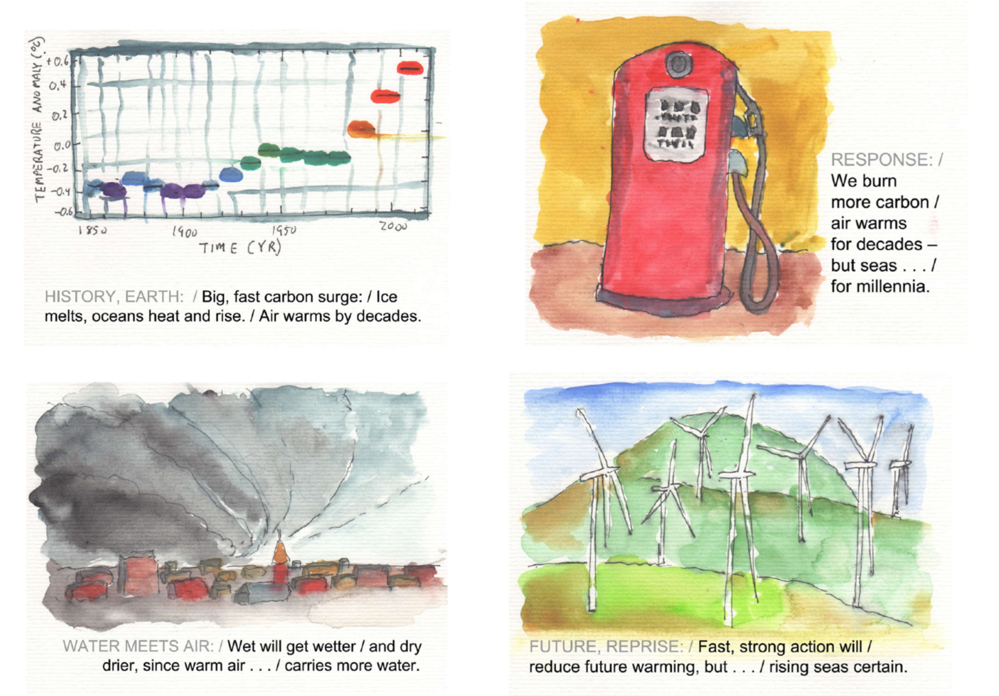 TEMPERATURE ANOMALY (°C)
+0.6
0.4
0.2
0.0
-0.2
-0.4
-0.6
1850
1900
1950
2000
TIME (YR)
HISTORY, EARTH: / Big, fast carbon surge: / Ice
melts, oceans heat and rise. / Air warms by decades.
RESPONSE: /
We burn
more carbon /
air warms
for decades –
but seas . . . /
for millennia.
WATER MEETS AIR: / Wet will get wetter / and dry
drier, since warm air . . . / carries more water.
FUTURE, REPRISE: / Fast, strong action will /
reduce future warming, but . . . / rising seas certain.